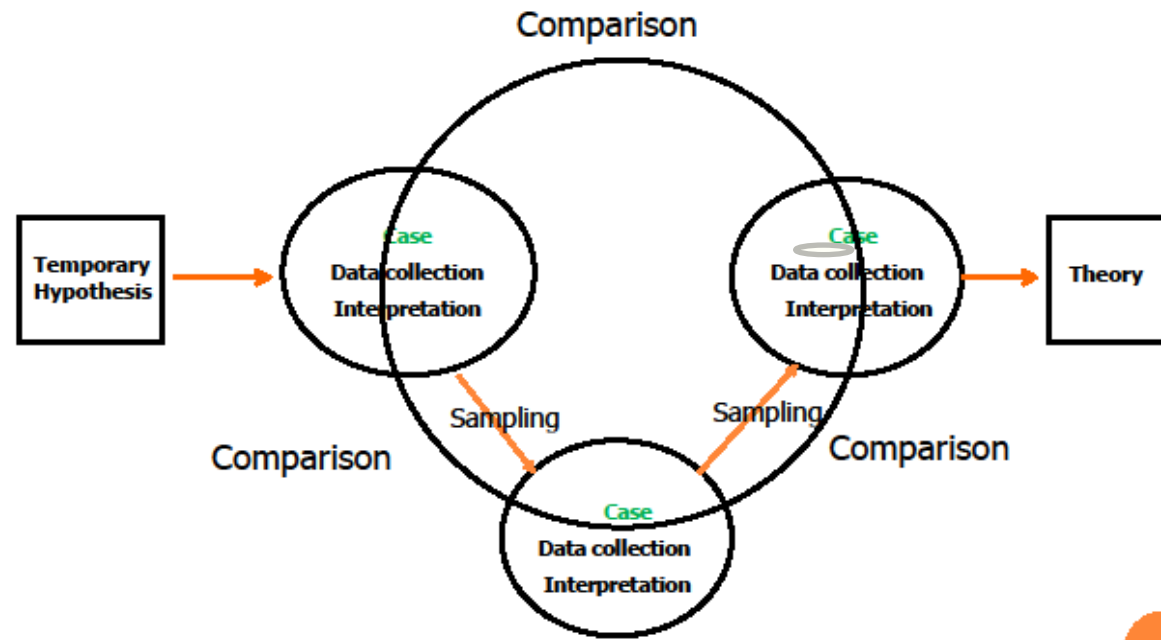 Comparison
Temporary
Hypothesis
Case
Data collection
Interpretation
Case
Data collection
Interpretation
Theory
Sampling
Sampling
Comparison
Comparison
Case
Data collection
Interpretation